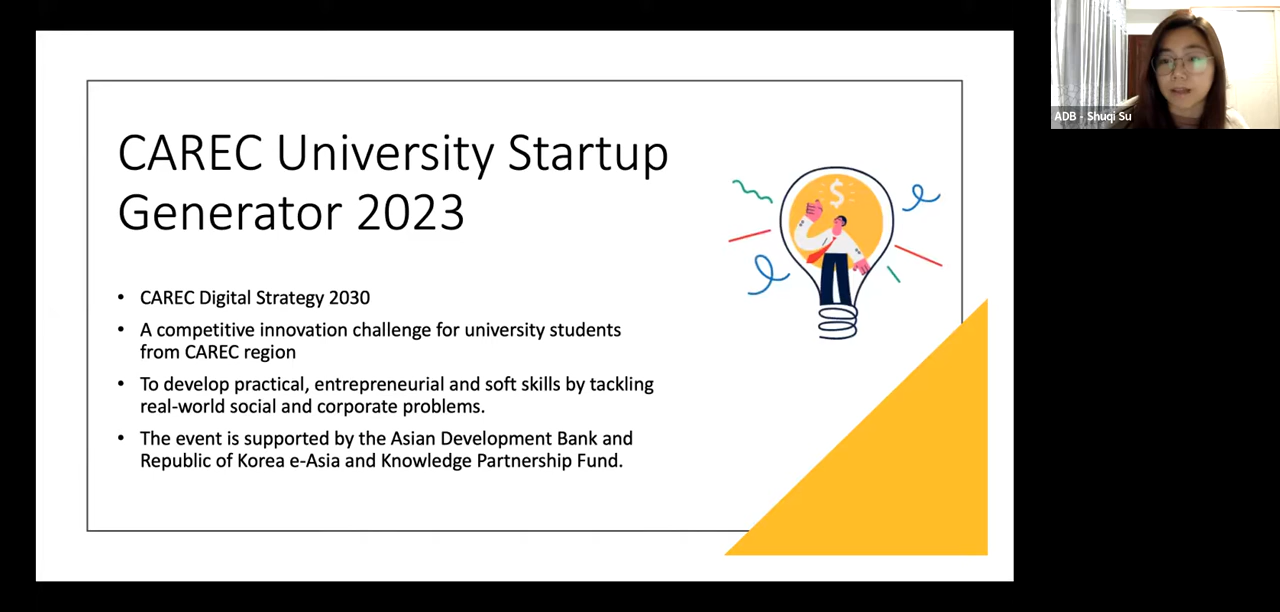 CAREC University Startup
Generator 2023
• CAREC Digital Strategy 2030
• A competitive innovation challenge for university students
from CAREC region
• To develop practical, entrepreneurial and soft skills by tackling
real-world social and corporate problems.
• The event is supported by the Asian Development Bank and
Republic of Korea e-Asia and Knowledge Partnership Fund.
$
ADB - Shuqi Su